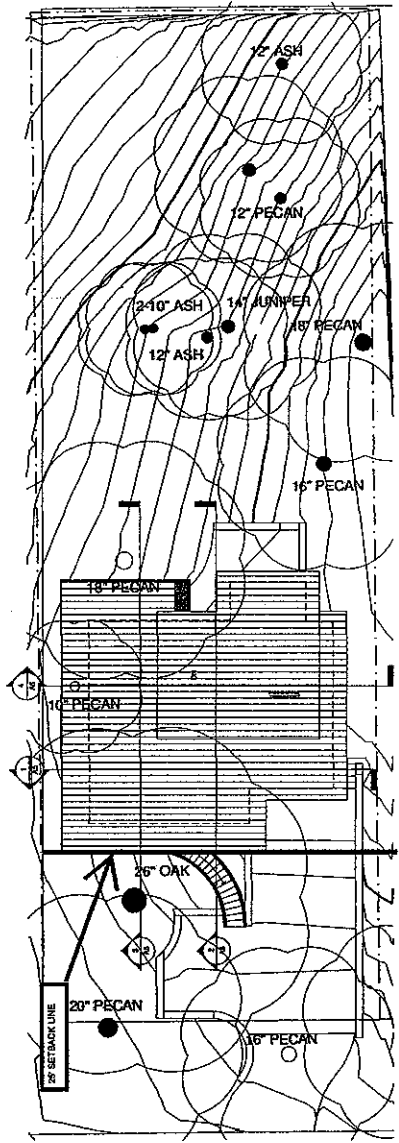 12" ASH
12" PECAN
2-10" ASH
14" JUNIPER
12" ASH
18" PECAN
16" PECAN
18" PECAN
10" PECAN
26" OAK
20" PECAN
16" PECAN
25' SETBACK LINE